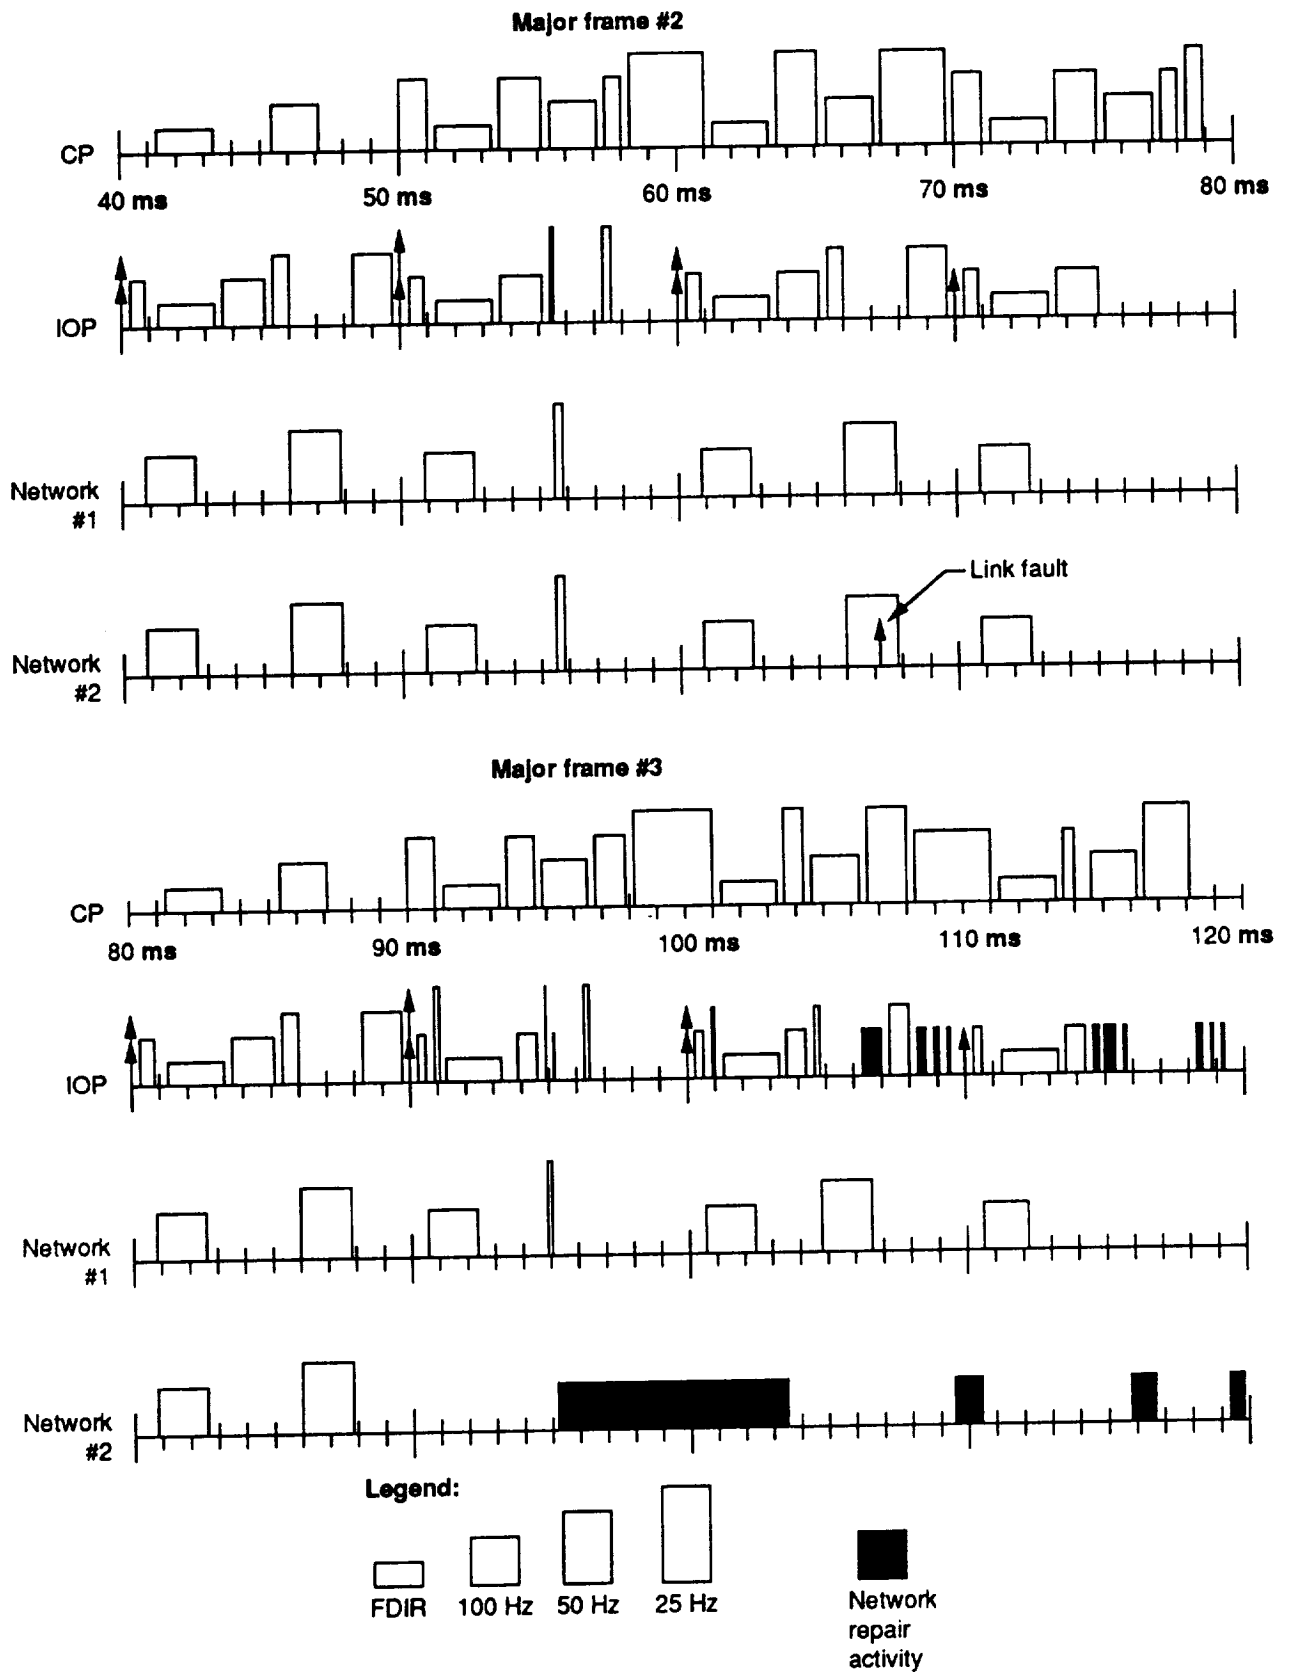 Major frame #2
CP
40 ms 50 ms 60 ms 70 ms 80 ms
IOP
Network
#1
Link fault
Network
#2
Major frame #3
CP
80 ms 90 ms 100 ms 110 ms 120 ms
IOP
Network
#1
Network
#2
Legend:
FDIR 100 Hz 50 Hz 25 Hz
Network
repair
activity